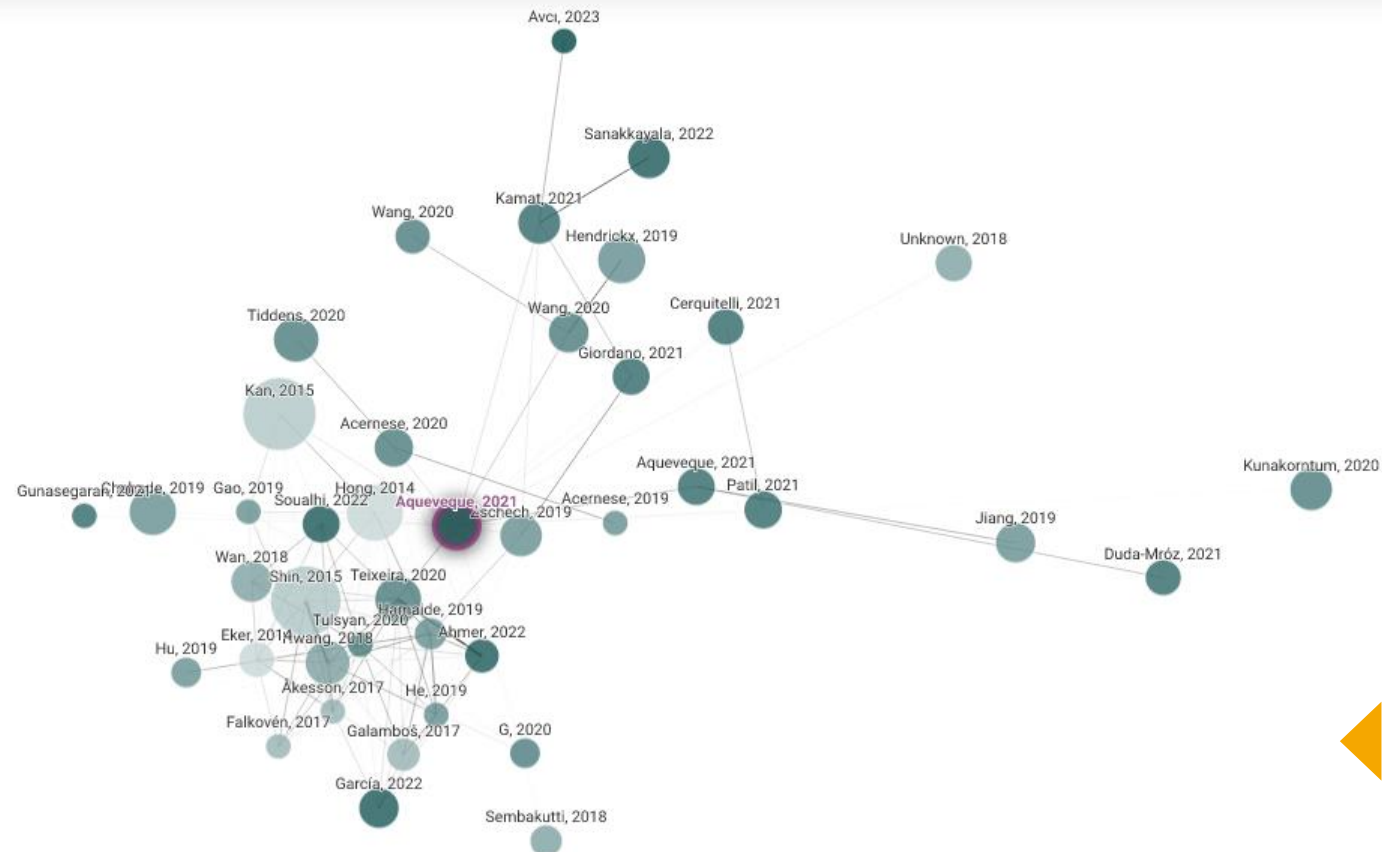 Avcı, 2023
Sanakkayala, 2022
Kamat, 2021
Wang, 2020
Hendrickx, 2019
Unknown, 2018
Cerquitelli, 2021
Wang, 2020
Tiddens, 2020
Giordano, 2021
Kan, 2015
Acernese, 2020
Aqueveque, 2021
Kunakorntum, 2020
Patil, 2021
Gunasegaran, 2021
Gao, 2019
Hong, 2014
Soualhi, 2022
Aqueveque, 2021
Acernese, 2019
Zschech, 2019
Jiang, 2019
Duda-Mróz, 2021
Wan, 2018
Shin, 2015
Teixeira, 2020
Hamaide, 2019
Tulsyan, 2020
Ahmer, 2022
Eker, 2014
Hwang, 2018
Hu, 2019
Åkesson, 2017
He, 2019
Falkovén, 2017
Galamboš, 2017
G, 2020
García, 2022
Sembakutti, 2018